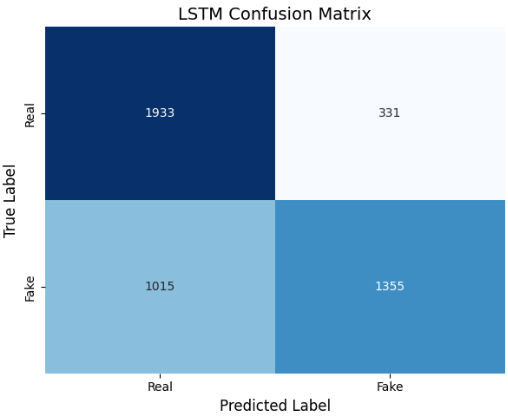 LSTM Confusion Matrix
True Label
Real
1933
331
Fake
1015
1355
Real
Fake
Predicted Label